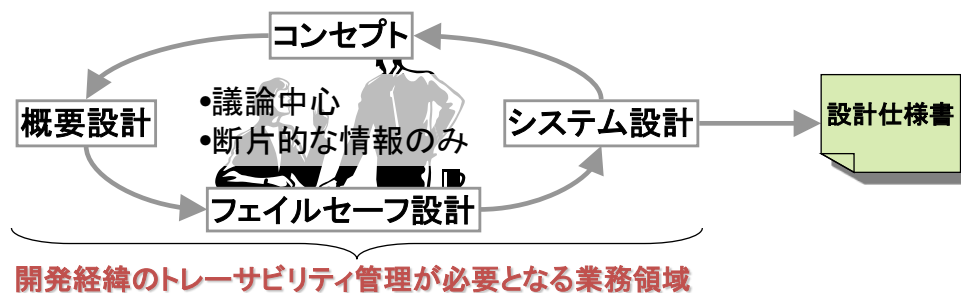 コンセプト
概要設計
•議論中心
•断片的な情報のみ
システム設計
設計仕様書
フェイルセーフ設計
開発経緯のトレーサビリティ管理が必要となる業務領域